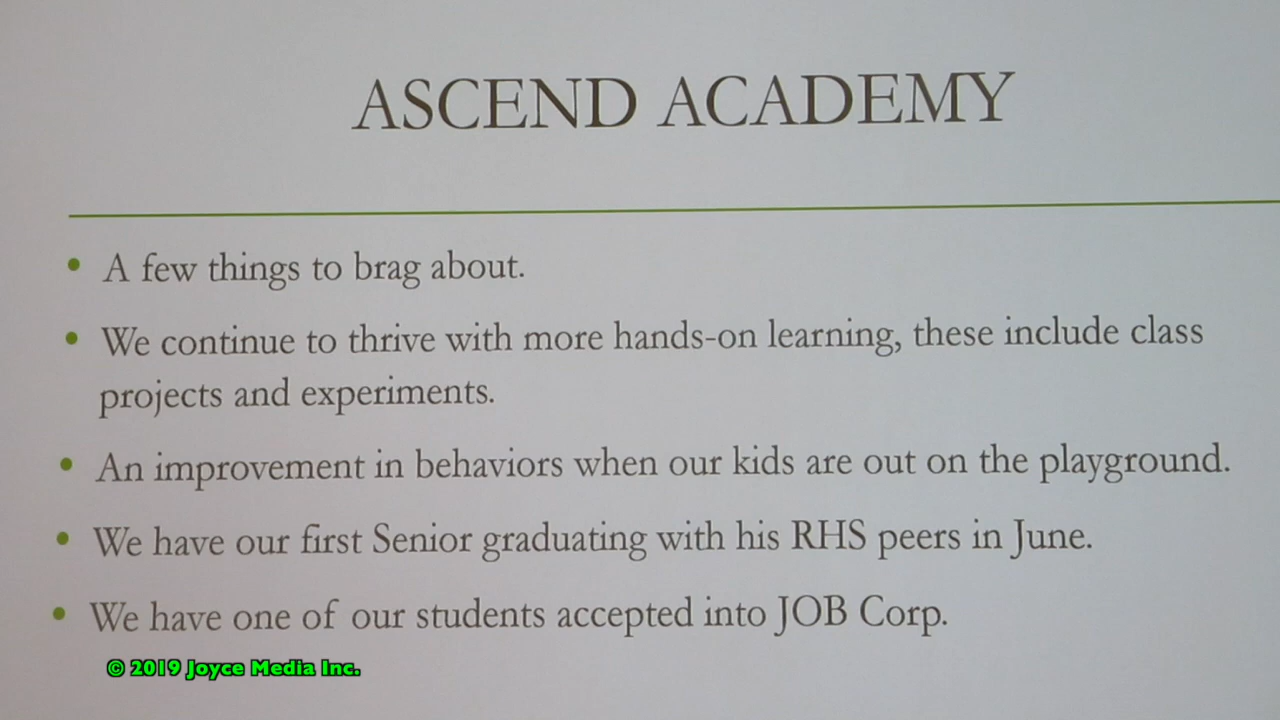 ASCEND ACADEMY
• A few things to brag about.
• We continue to thrive with more hands-on learning, these include class
projects and experiments.
• An improvement in behaviors when our kids are out on the playground.
• We have our first Senior graduating with his RHS peers in June.
• We have one of our students accepted into JOB Corp.
© 2019 Joyce Media Inc.